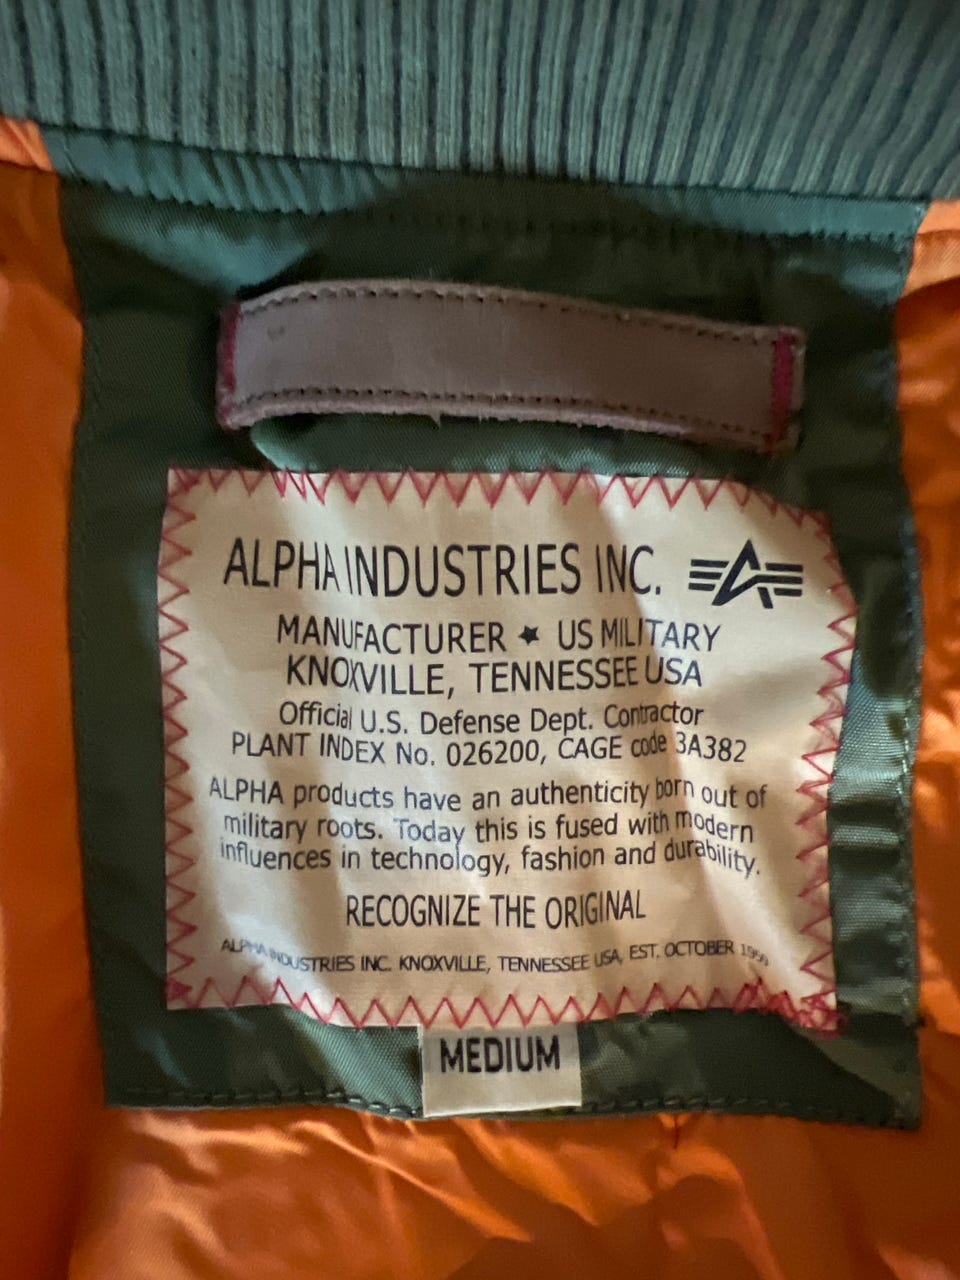 ALPHA INDUSTRIES INC.
MANUFACTURER ★ US MILITARY
KNOXVILLE, TENNESSEE USA
Official U.S. Defense Dept. Contractor
PLANT INDEX No. 026200, CAGE code 3A382
ALPHA products have an authenticity born out of
military roots. Today this is fused with modern
influences in technology, fashion and durability.
RECOGNIZE THE ORIGINAL
ALPHA INDUSTRIES INC. KNOXVILLE, TENNESSEE USA, EST. OCTOBER 1959
MEDIUM